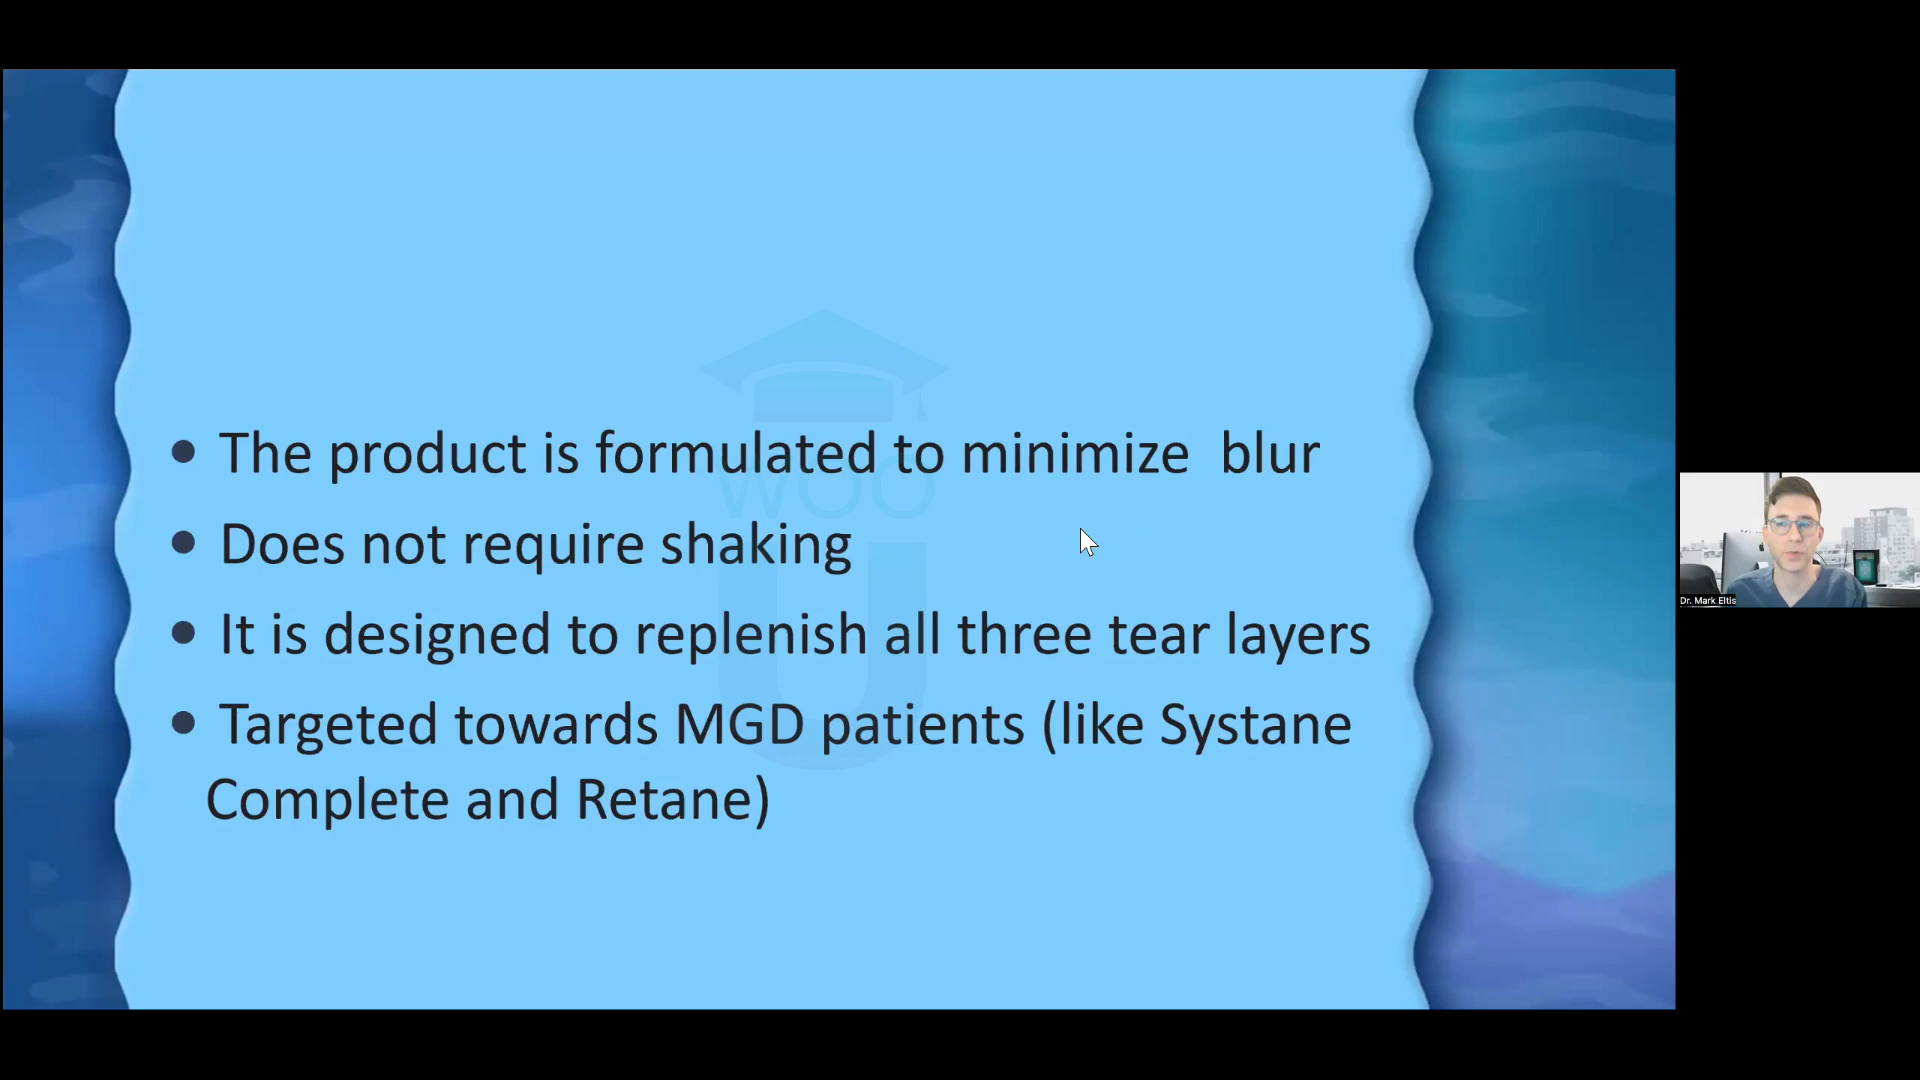 • The product is formulated to minimize  blur
• Does not require shaking
• It is designed to replenish all three tear layers
• Targeted towards MGD patients (like Systane
Complete and Retane)
WOO
U
Dr. Mark Eltis